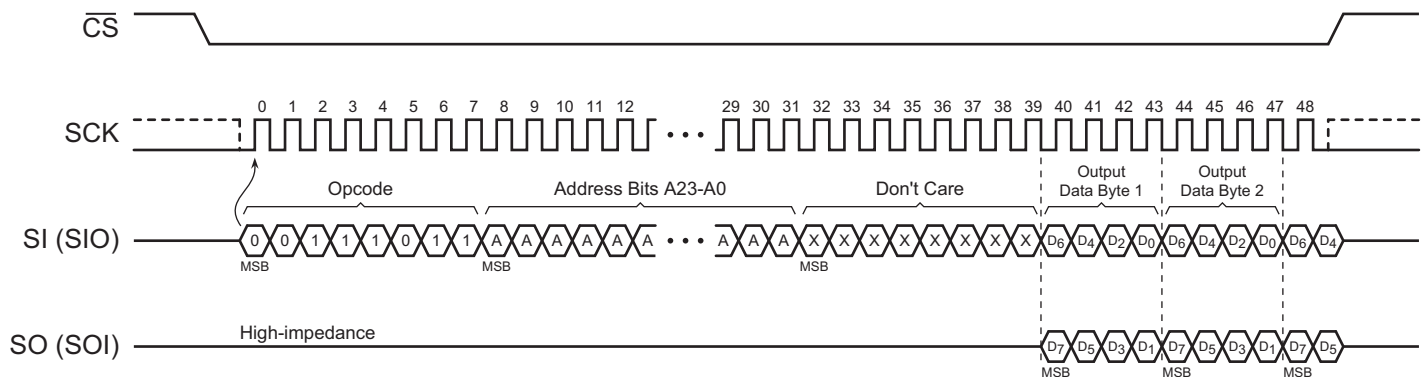 CS
0 1 2 3 4 5 6 7 8 9 10 11 12 29 30 31 32 33 34 35 36 37 38 39 40 41 42 43 44 45 46 47 48
SCK
Opcode Address Bits A23-A0 Don't Care Output Data Byte 1 Output Data Byte 2
SI (SIO) 0 0 1 1 1 0 1 1 A A A A A A A A A X X X X X X X X D6 D4 D2 D0 D6 D4 D2 D0 D6 D4
MSB MSB MSB
High-impedance
SO (SOI) D7 D5 D3 D1 D7 D5 D3 D1 D7 D5
MSB MSB MSB